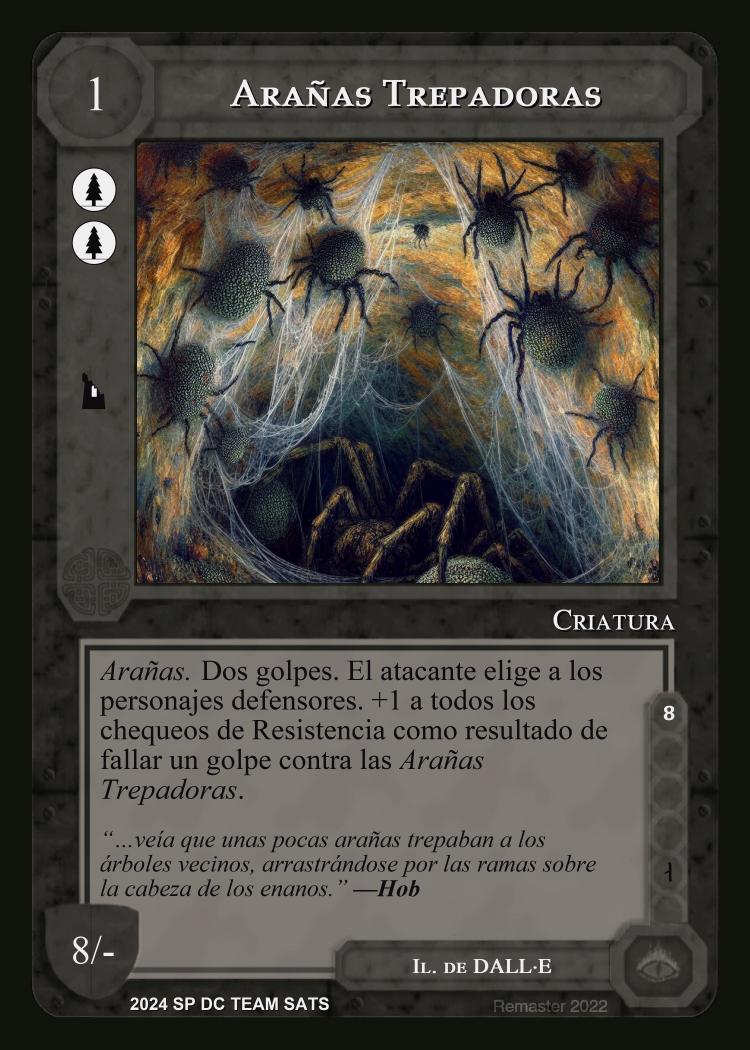 1
Arañas Trepadoras
Criatura
Arañas. Dos golpes. El atacante elige a los
personajes defensores. +1 a todos los
chequeos de Resistencia como resultado de
fallar un golpe contra las Arañas
Trepadoras.
8
“...veía que unas pocas arañas trepaban a los
árboles vecinos, arrastrándose por las ramas sobre
la cabeza de los enanos.” —Hob
8/-
Il. de DALL·E
2024 SP DC TEAM SATS
Remaster 2022